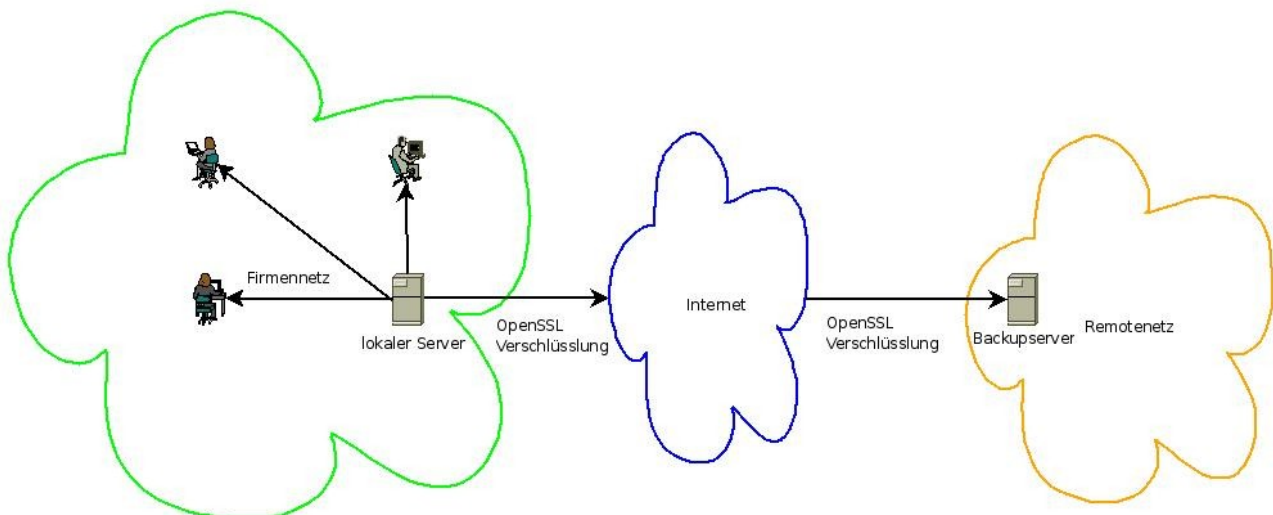 Firmennetz
lokaler Server
OpenSSL
Verschlüsslung
Internet
OpenSSL
Verschlüsslung
Backupserver
Remotenetz